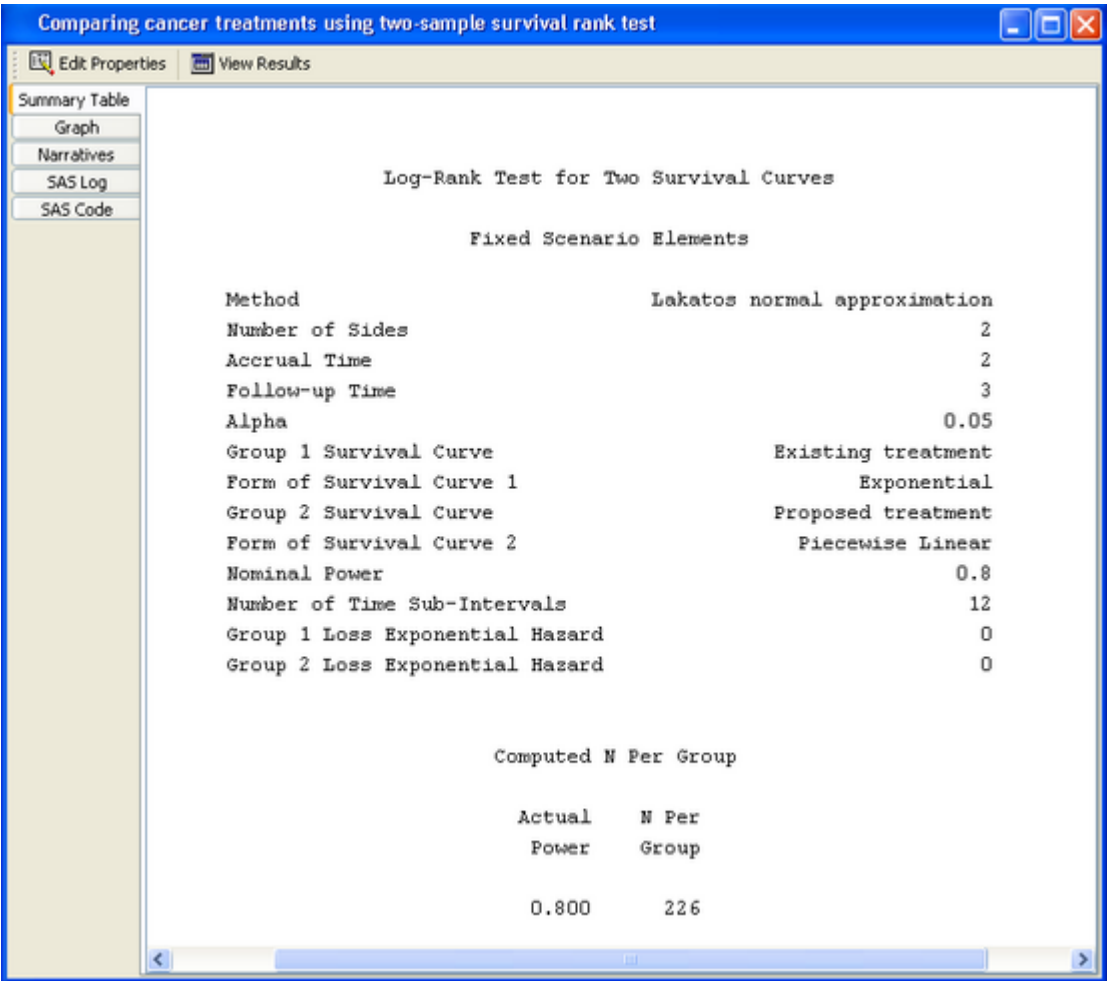 Comparing cancer treatments using two-sample survival rank test
Edit Properties View Results
Summary Table
Graph
Narratives
SAS Log
SAS Code
Log-Rank Test for Two Survival Curves
Fixed Scenario Elements
Method Lakatos normal approximation
Number of Sides 2
Accrual Time 2
Follow-up Time 3
Alpha 0.05
Group 1 Survival Curve Existing treatment
Form of Survival Curve 1 Exponential
Group 2 Survival Curve Proposed treatment
Form of Survival Curve 2 Piecewise Linear
Nominal Power 0.8
Number of Time Sub-Intervals 12
Group 1 Loss Exponential Hazard 0
Group 2 Loss Exponential Hazard 0
Computed N Per Group
Actual N Per
Power Group
0.800 226